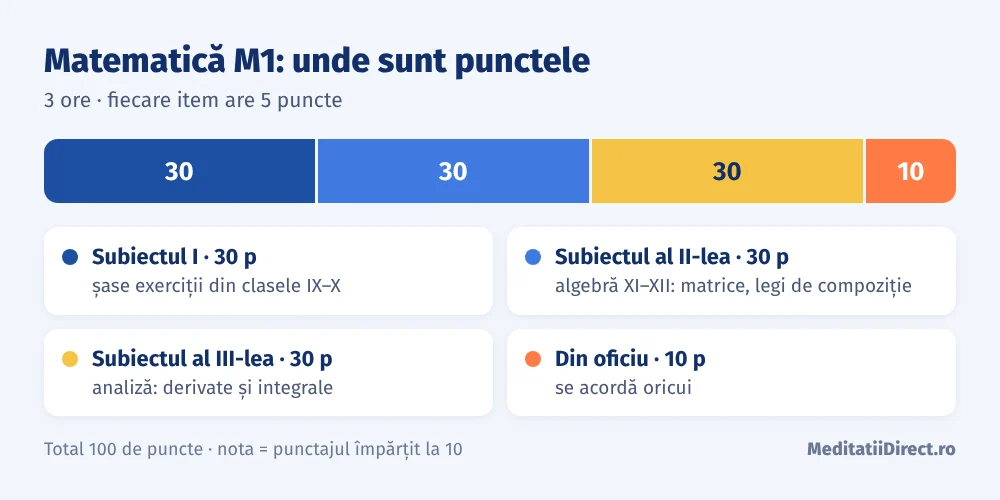 Matematică M1: unde sunt punctele
3 ore · fiecare item are 5 puncte
30
30
30
10
Subiectul I · 30 p
șase exerciții din clasele IX–X
Subiectul al II-lea · 30 p
algebră XI–XII: matrice, legi de compoziție
Subiectul al III-lea · 30 p
analiză: derivate și integrale
Din oficiu · 10 p
se acordă oricui
Total 100 de puncte · nota = punctajul împărțit la 10
MeditatiiDirect.ro